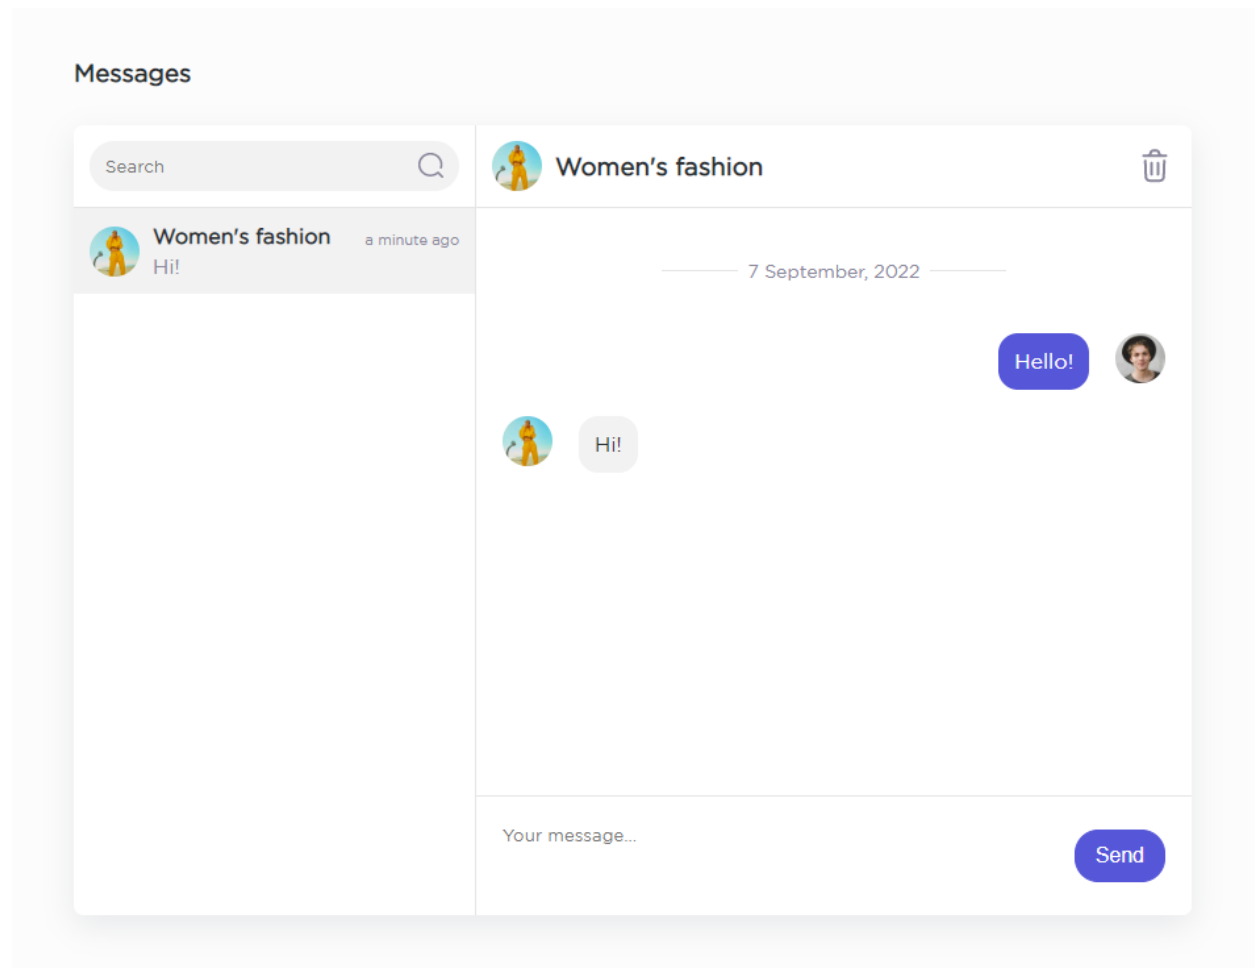 Messages
Search
Women's fashion
a minute ago
Hi!
Women's fashion
7 September, 2022
Hello!
Hi!
Your message...
Send